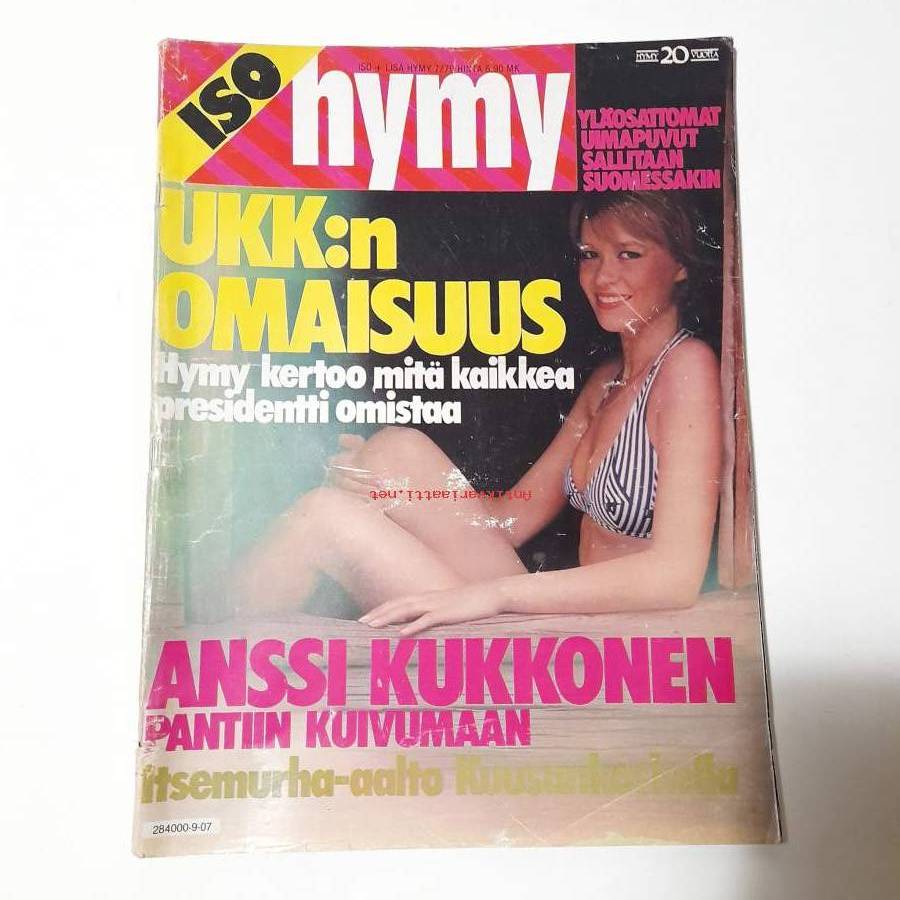 ISO
ISO + LISÄ HYMY 7/79 HINTA 6,90 MK
hymy
HYMY 20 VUOTTA
YLÄOSATTOMAT
UIMAPUVUT
SALLITAAN
SUOMESSAKIN
UKK:n
OMAISUUS
Hymy kertoo mitä kaikkea
presidentti omistaa
Antikvariaatti.net
ANSSI KUKKONEN
PANTIIN KUIVUMAAN
itsemurha-aalto Kuusankoskella
284000-9-07